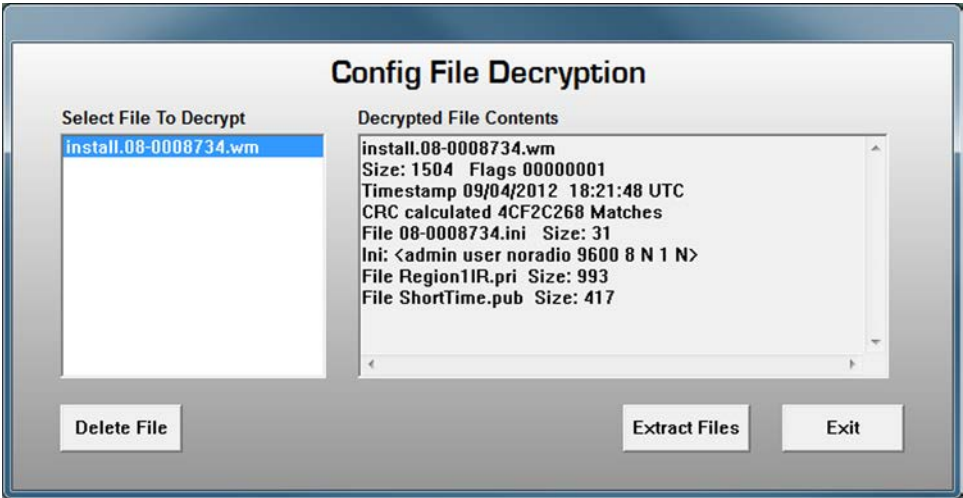 Config File Decryption
Select File To Decrypt
install.08-0008734.wm
Decrypted File Contents
install.08-0008734.wm
Size: 1504   Flags 00000001
Timestamp 09/04/2012  18:21:48 UTC
CRC calculated 4CF2C268 Matches
File 08-0008734.ini   Size: 31
Ini: <admin user noradio 9600 8 N 1 N>
File Region1IR.pri  Size: 993
File ShortTime.pub  Size: 417
Delete File
Extract Files
Exit